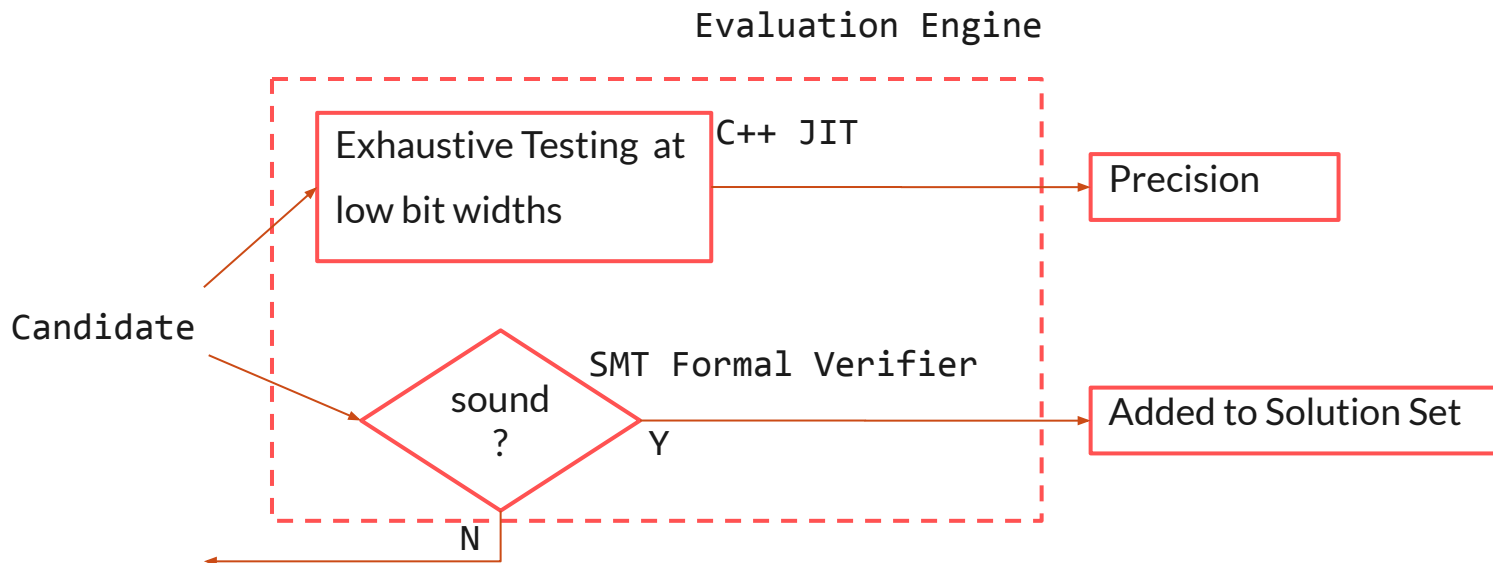 Evaluation Engine
Exhaustive Testing at
low bit widths
C++ JIT
Precision
Candidate
sound
?
SMT Formal Verifier
Y
Added to Solution Set
N